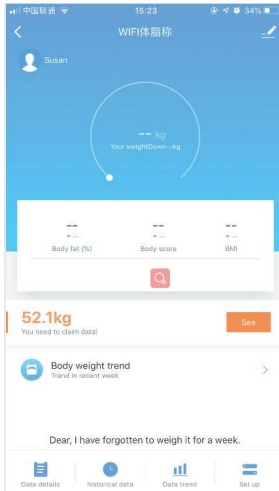 中国联通 15:23 34%
WIFI体脂称
Susan
-- kg
Your weightDown--kg
-- -- --
-- -- --
Body fat (%) Body score BMI
52.1kg
You need to claim data!
See
Body weight trend
Trend in recent week
Dear, I have forgotten to weigh it for a week.
Data details historical data Data trend Set up